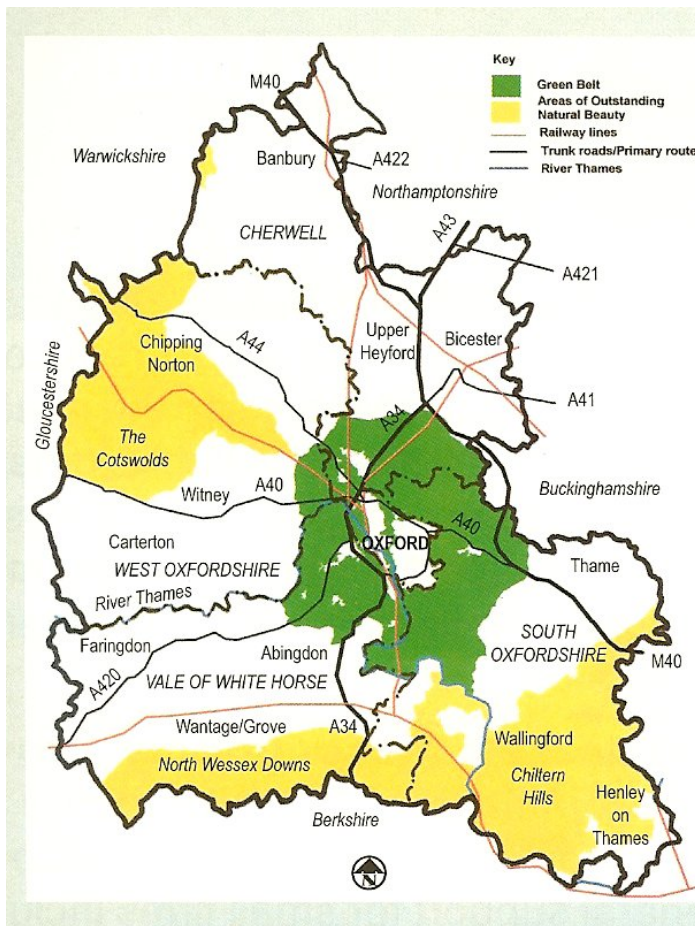 Key
Green Belt
Areas of Outstanding
Natural Beauty
Railway lines
Trunk roads/Primary route
River Thames
M40
Warwickshire
Banbury
A422
Northamptonshire
CHERWELL
A43
A421
A44
Upper
Heyford
Bicester
Chipping
Norton
Gloucestershire
A41
A34
The
Cotswolds
Witney
A40
Buckinghamshire
A40
OXFORD
Carterton
WEST OXFORDSHIRE
Thame
River Thames
Faringdon
Abingdon
SOUTH
OXFORDSHIRE
M40
A420
VALE OF WHITE HORSE
Wantage/Grove
A34
Wallingford
North Wessex Downs
Chiltern
Hills
Henley
on
Thames
Berkshire
N